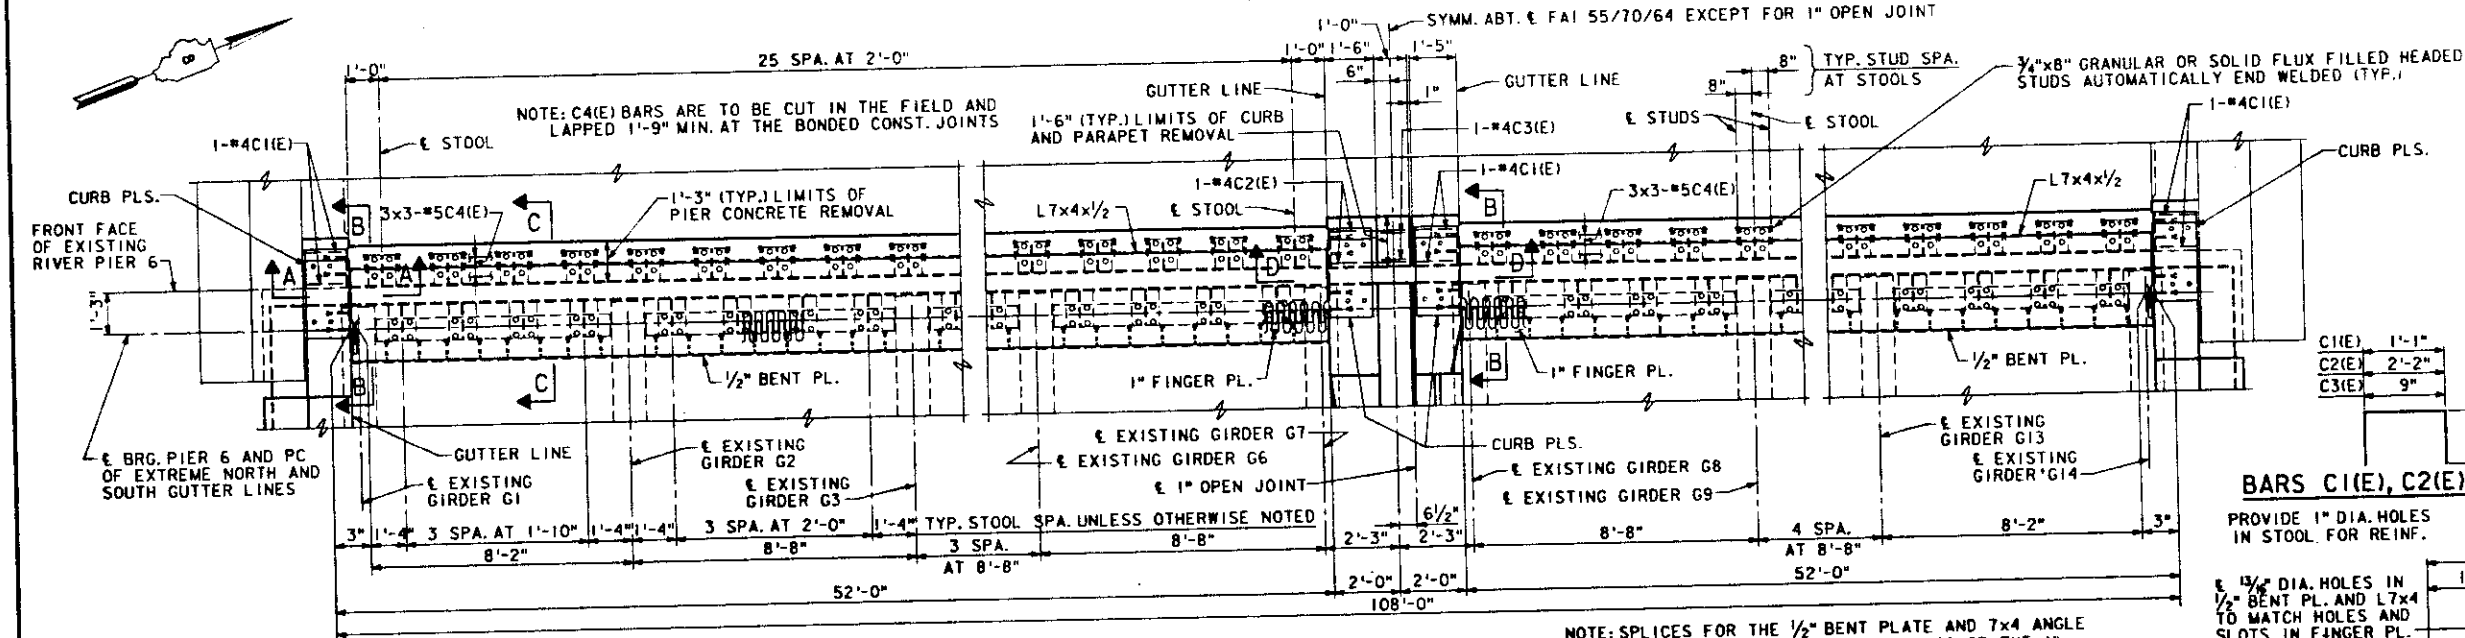 SYMM. ABT. ℄ FAI 55/70/64 EXCEPT FOR 1" OPEN JOINT
1'-0"
25 SPA. AT 2'-0"
1'-0"
1'-0"
1'-6"
1'-5"
6"
1"
GUTTER LINE
GUTTER LINE
8"
8"
TYP. STUD SPA.
AT STOOLS
3/4"x8" GRANULAR OR SOLID FLUX FILLED HEADED
STUDS AUTOMATICALLY END WELDED (TYP.)
NOTE: C4(E) BARS ARE TO BE CUT IN THE FIELD AND
LAPPED 1'-9" MIN. AT THE BONDED CONST. JOINTS
1'-6" (TYP.) LIMITS OF CURB
AND PARAPET REMOVAL
1-#4C3(E)
℄ STUDS
℄ STOOL
1-#4C1(E)
1-#4C1(E)
℄ STOOL
CURB PLS.
CURB PLS.
1-#4C2(E)
1-#4C1(E)
3x3-#5C4(E)
L7x4x1/2
3x3-#5C4(E)
1'-3" (TYP.) LIMITS OF
PIER CONCRETE REMOVAL
L7x4x1/2
℄ STOOL
B
C
B
FRONT FACE
OF EXISTING
RIVER PIER 6
A
A
D
D
B
C
B
1/2" BENT PL.
1" FINGER PL.
1" FINGER PL.
1/2" BENT PL.
C1(E) 1'-1"
C2(E) 2'-2"
C3(E) 9"
℄ BRG. PIER 6 AND PC
OF EXTREME NORTH AND
SOUTH GUTTER LINES
GUTTER LINE
℄ EXISTING
GIRDER G1
℄ EXISTING
GIRDER G2
℄ EXISTING
GIRDER G3
℄ EXISTING GIRDER G7
℄ EXISTING GIRDER G6
℄ 1" OPEN JOINT
CURB PLS.
℄ EXISTING GIRDER G8
℄ EXISTING GIRDER G9
℄ EXISTING
GIRDER G13
℄ EXISTING
GIRDER G14
BARS C1(E), C2(E)
PROVIDE 1" DIA. HOLES
IN STOOL FOR REINF.
3"
1'-4"
3 SPA. AT 1'-10"
1'-4"
1'-4"
3 SPA. AT 2'-0"
1'-4"
TYP. STOOL SPA. UNLESS OTHERWISE NOTED
6 1/2"
8'-2"
8'-8"
3 SPA.
AT 8'-8"
8'-8"
2'-3"
2'-3"
8'-8"
4 SPA.
AT 8'-8"
8'-2"
3"
52'-0"
2'-0"
2'-0"
52'-0"
108'-0"
℄ 13/16" DIA. HOLES IN
1/2" BENT PL. AND L7x4
TO MATCH HOLES AND
SLOTS IN FINGER PL.
NOTE: SPLICES FOR THE 1/2" BENT PLATE AND 7x4 ANGLE